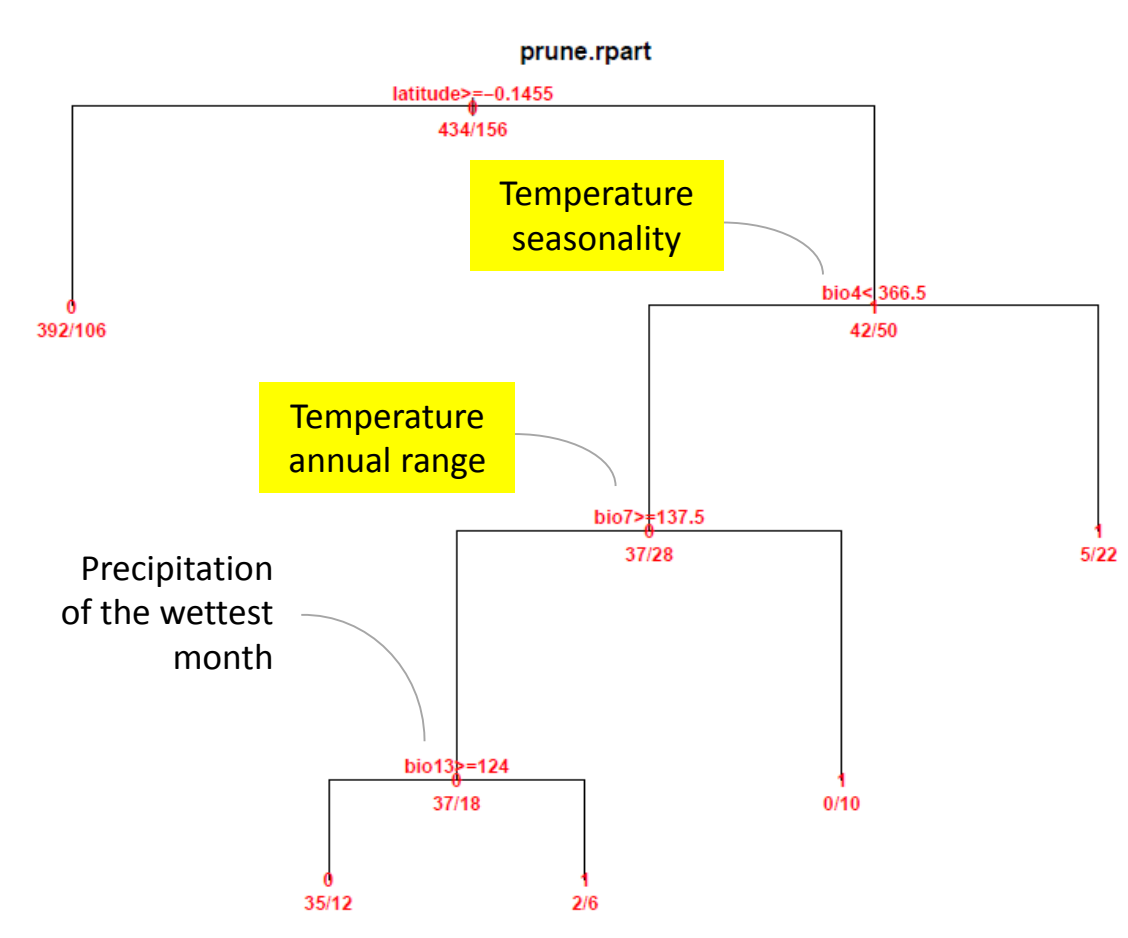 prune.rpart
latitude>=−0.1455
0
434/156
Temperature
seasonality
0
392/106
bio4< 366.5
1
42/50
Temperature
annual range
bio7>=137.5
0
37/28
1
5/22
Precipitation
of the wettest
month
bio13>=124
0
37/18
1
0/10
0
35/12
1
2/6